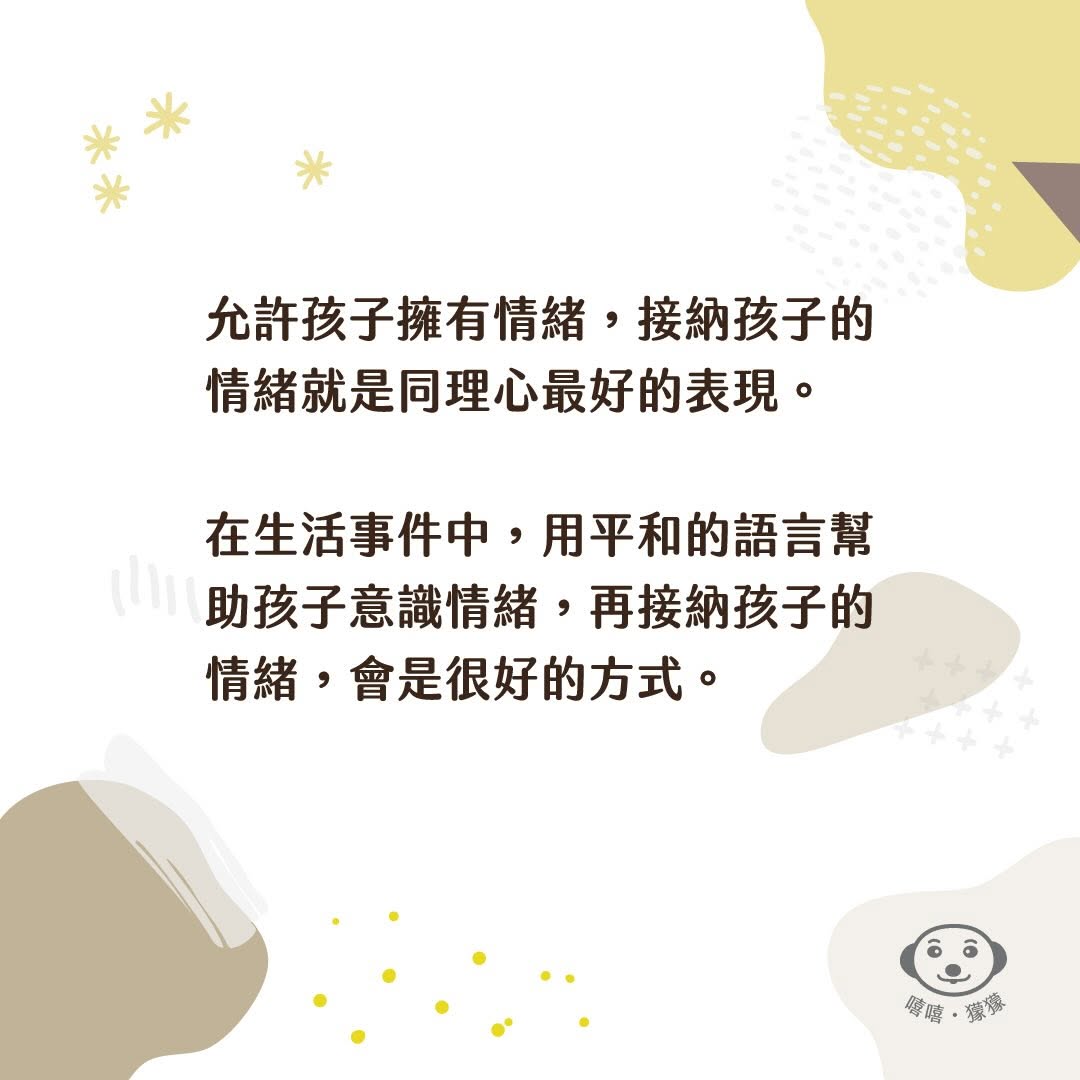 允許孩子擁有情緒，接納孩子的
情緒就是同理心最好的表現。
在生活事件中，用平和的語言幫
助孩子意識情緒，再接納孩子的
情緒，會是很好的方式。
嘻嘻・獴獴